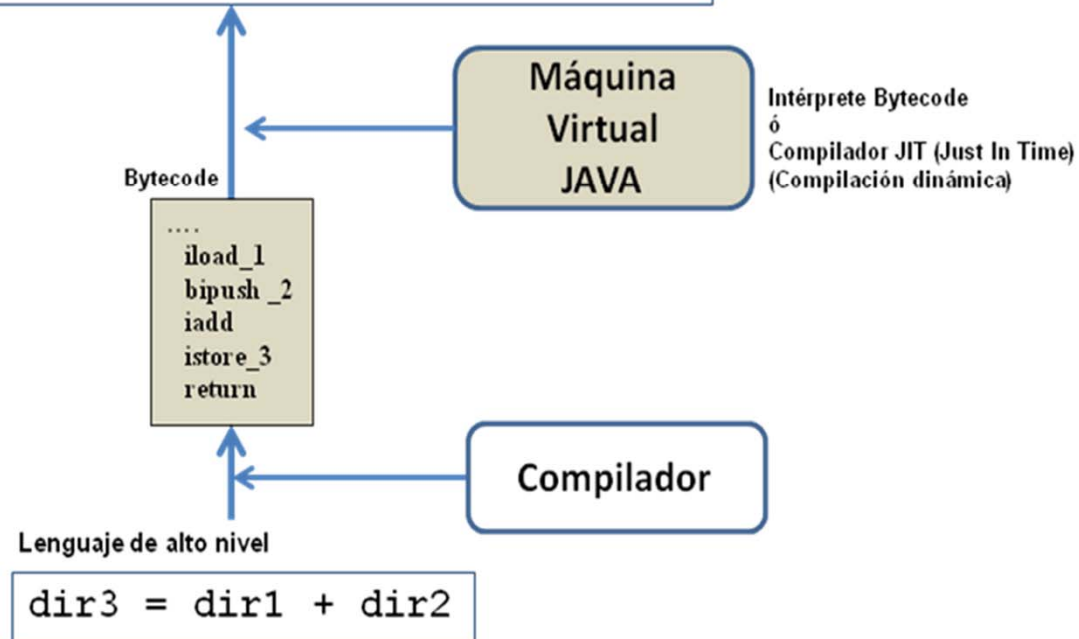 Máquina
Virtual
JAVA
Intérprete Bytecode
ó
Compilador JIT (Just In Time)
(Compilación dinámica)
Bytecode
....
iload_1
bipush _2
iadd
istore_3
return
Compilador
Lenguaje de alto nivel
dir3 = dir1 + dir2